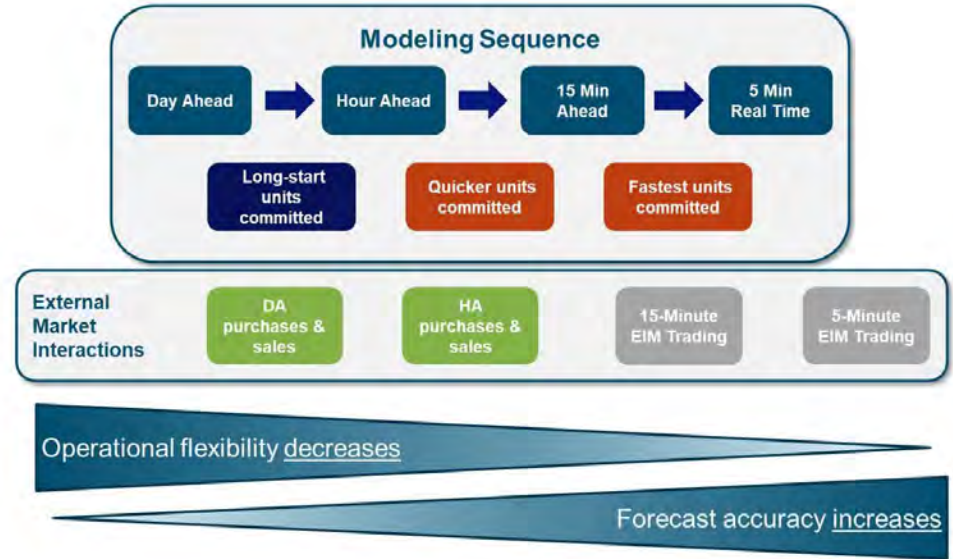 Modeling Sequence
Day Ahead
Hour Ahead
15 Min
Ahead
5 Min
Real Time
Long-start
units
committed
Quicker units
committed
Fastest units
committed
External
Market
Interactions
DA
purchases &
sales
HA
purchases &
sales
15-Minute
EIM Trading
5-Minute
EIM Trading
Operational flexibility decreases
Forecast accuracy increases